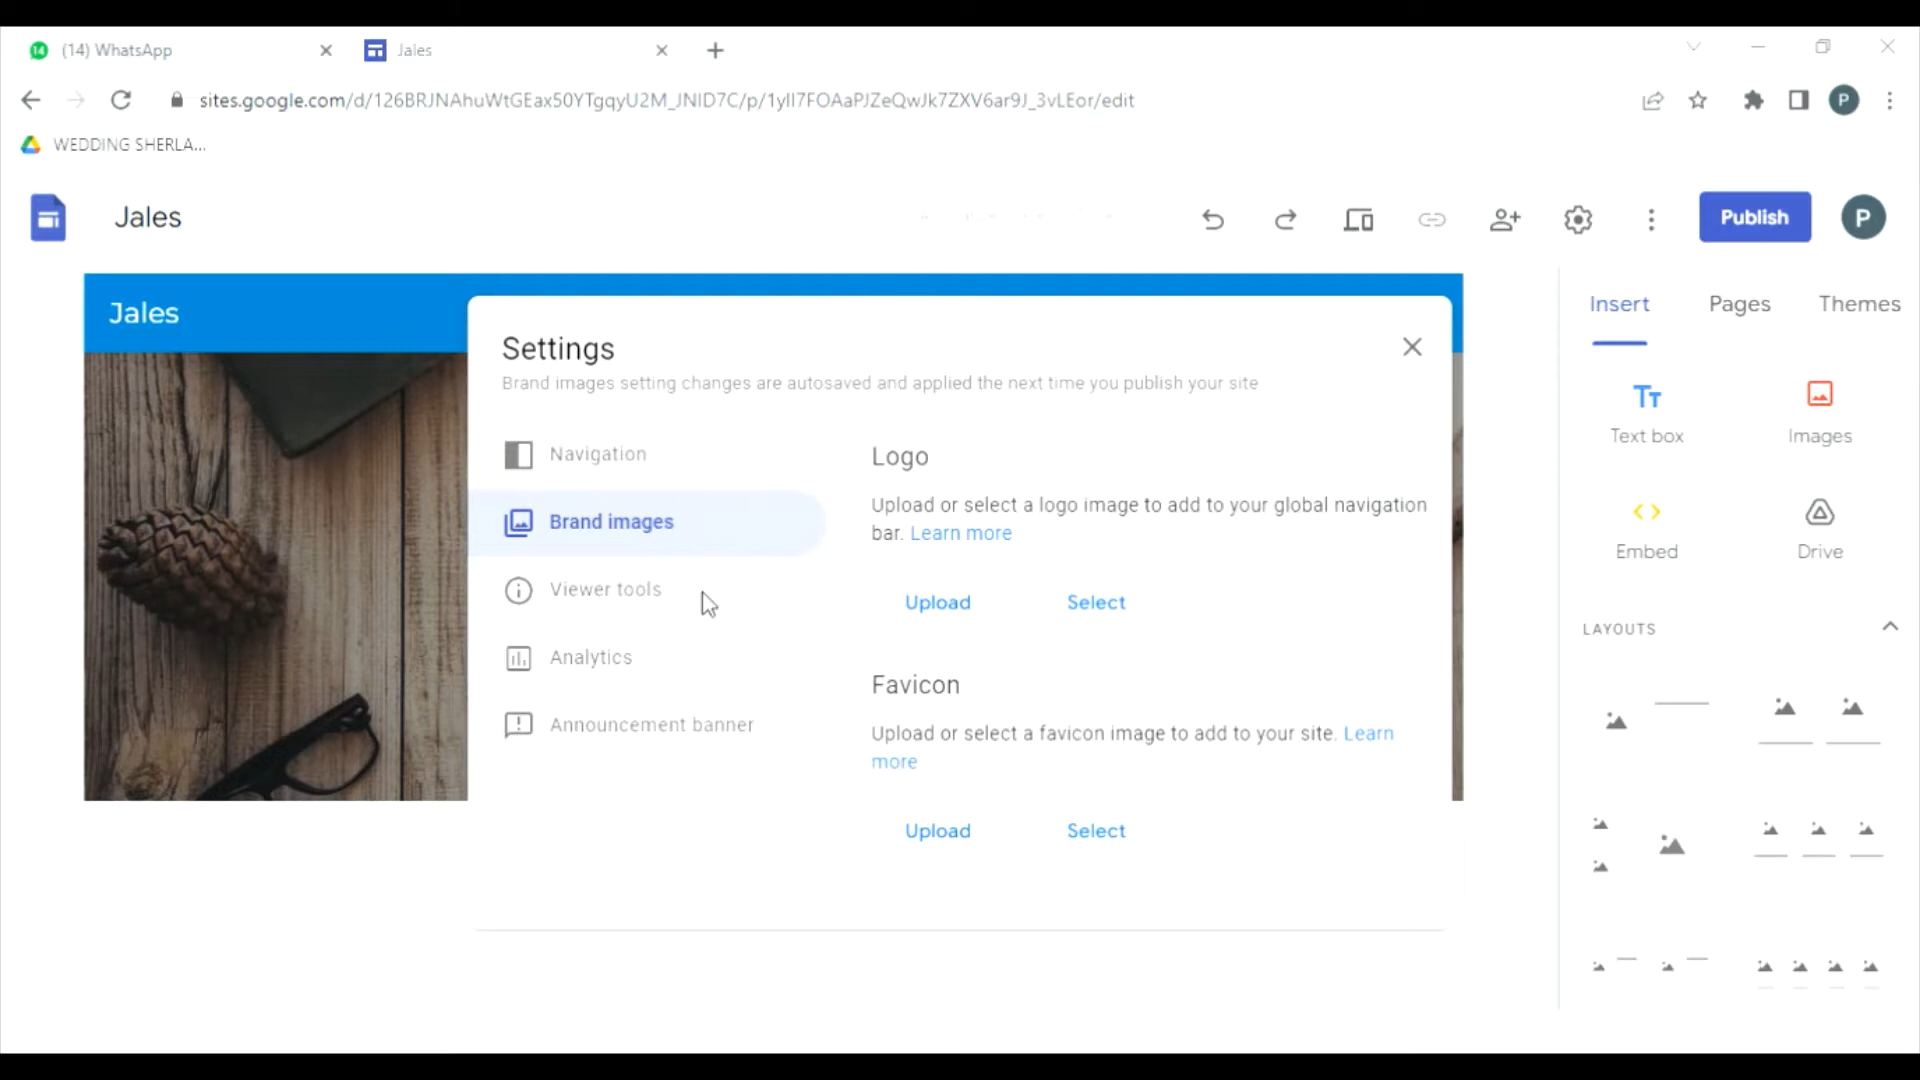 (14) WhatsApp
Jales
sites.google.com/d/126BRJNAhuWtGEax50YTgqyU2M_JNID7C/p/1yIl7FOAaPJZeQwJk7ZXV6ar9J_3vLEor/edit
P
WEDDING SHERLA...
Jales
Publish
P
Jales
Insert
Pages
Themes
Settings
Brand images setting changes are autosaved and applied the next time you publish your site
Navigation
Brand images
Viewer tools
Analytics
Announcement banner
Logo
Upload or select a logo image to add to your global navigation
bar. Learn more
Upload
Select
Favicon
Upload or select a favicon image to add to your site. Learn
more
Upload
Select
Text box
Images
Embed
Drive
LAYOUTS